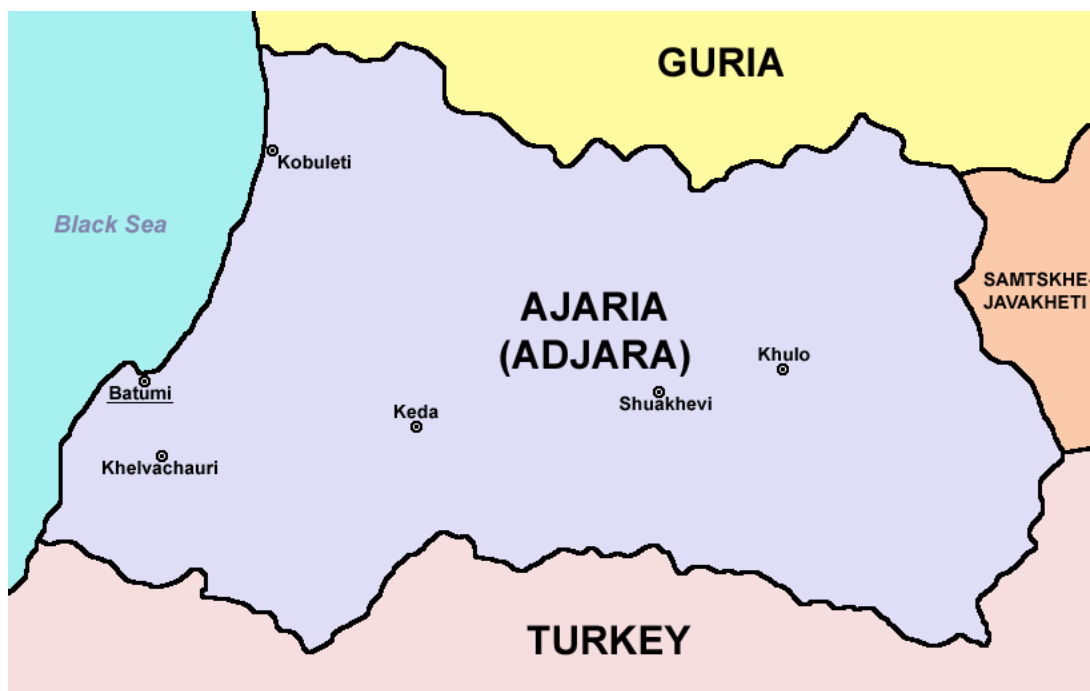 GURIA
Kobuleti
Black Sea
SAMTSKHE-
JAVAKHETI
AJARIA
(ADJARA)
Khulo
Batumi
Shuakhevi
Keda
Khelvachauri
TURKEY